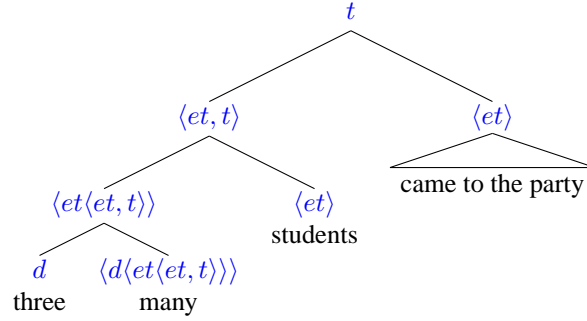 t
⟨et, t⟩ ⟨et⟩
came to the party
⟨et⟨et, t⟩⟩ ⟨et⟩
students
d ⟨d⟨et⟨et, t⟩⟩⟩
three many